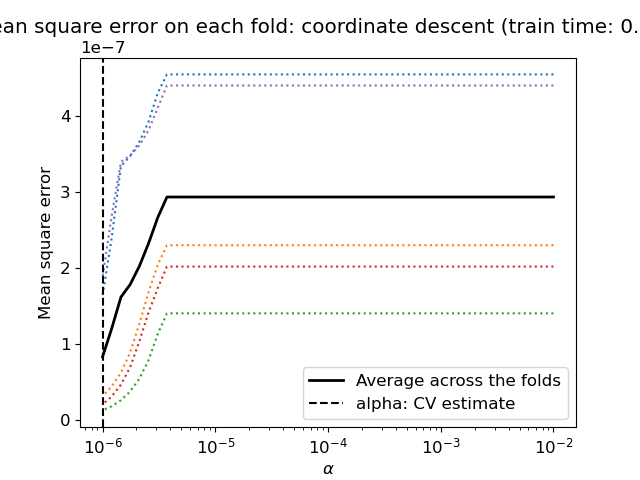 ean square error on each fold: coordinate descent (train time: 0.
1e−7
4
3
2
1
0
Mean square error
Average across the folds
alpha: CV estimate
10⁻⁶ 10⁻⁵ 10⁻⁴ 10⁻³ 10⁻²
α